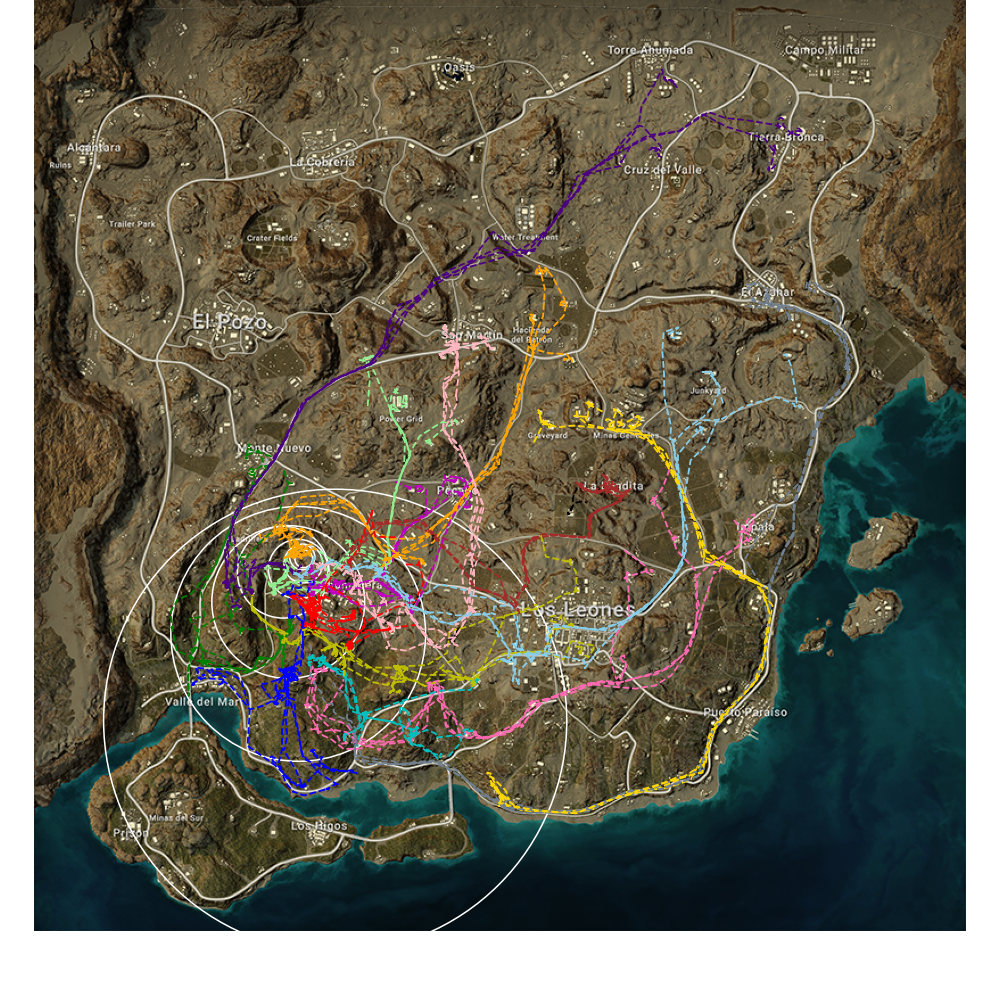 Torre Ahumada
Campo Militar
Oasis
Alcantara
Ruins
La Cobreria
Tierra Bronca
Cruz del Valle
Trailer Park
Crater Fields
Water Treatment
El Azahar
El Pozo
San Martin
Hacienda
del Patron
Junkyard
Power Grid
Graveyard
Minas Generales
Monte Nuevo
Pecado
La Bendita
Impala
Los Leones
Valle del Mar
Puerto Paraiso
Minas del Sur
Prison
Los Higos